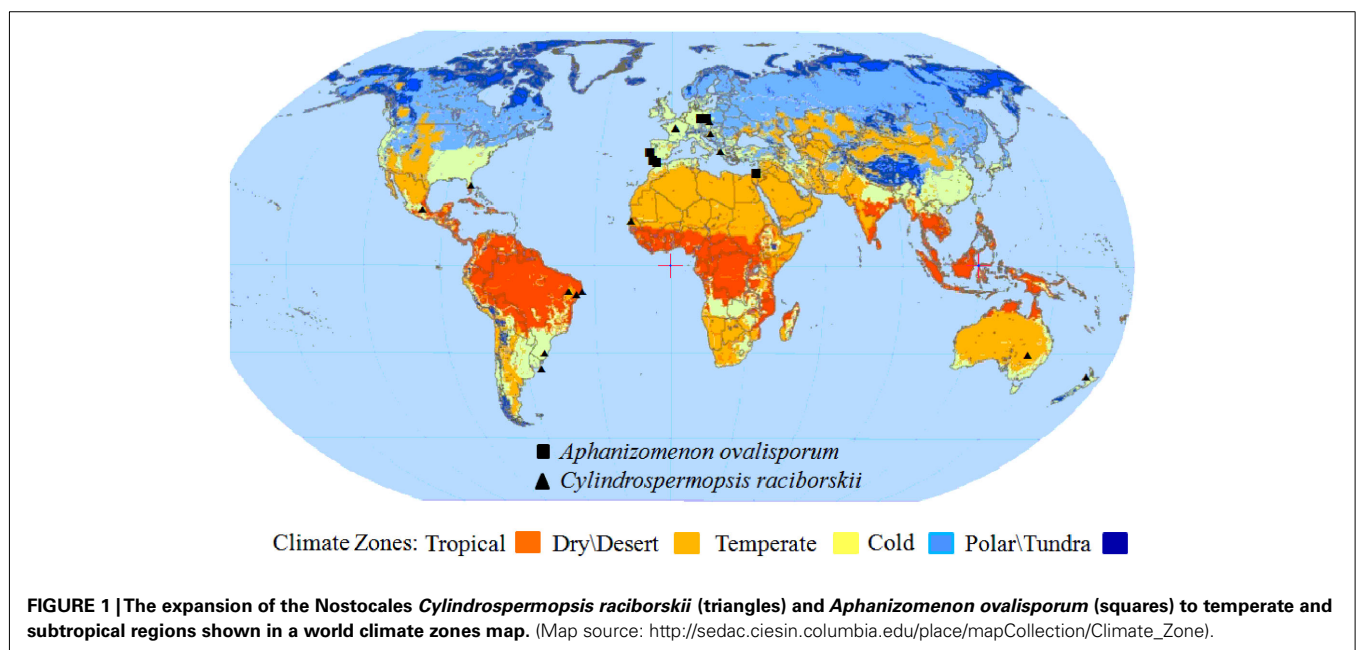 Aphanizomenon ovalisporum
Cylindrospermopsis raciborskii
Climate Zones: Tropical Dry\Desert Temperate Cold Polar\Tundra
FIGURE 1 | The expansion of the Nostocales Cylindrospermopsis raciborskii (triangles) and Aphanizomenon ovalisporum (squares) to temperate and
subtropical regions shown in a world climate zones map. (Map source: http://sedac.ciesin.columbia.edu/place/mapCollection/Climate_Zone).